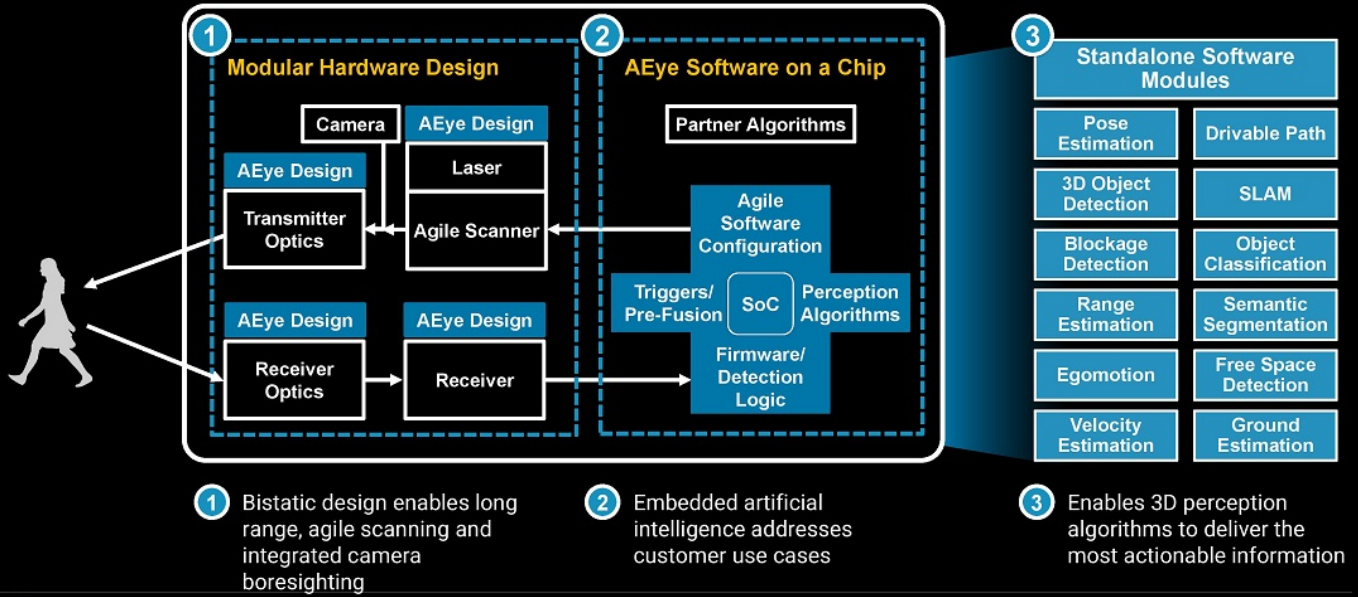 1
Modular Hardware Design
Camera
AEye Design
Laser
Agile Scanner
AEye Design
Transmitter
Optics
AEye Design
Receiver
Optics
AEye Design
Receiver
2
AEye Software on a Chip
Partner Algorithms
Agile
Software
Configuration
Triggers/
Pre-Fusion
SoC
Perception
Algorithms
Firmware/
Detection
Logic
3
Standalone Software
Modules
Pose
Estimation
Drivable Path
3D Object
Detection
SLAM
Blockage
Detection
Object
Classification
Range
Estimation
Semantic
Segmentation
Egomotion
Free Space
Detection
Velocity
Estimation
Ground
Estimation
1 Bistatic design enables long
range, agile scanning and
integrated camera
boresighting
2 Embedded artificial
intelligence addresses
customer use cases
3 Enables 3D perception
algorithms to deliver the
most actionable information